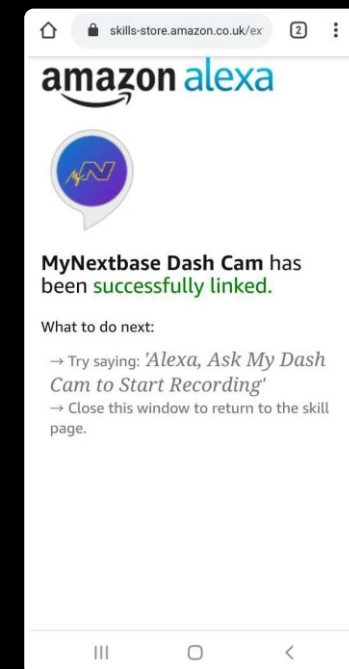 skills-store.amazon.co.uk/ex
2
amazon alexa
MyN
MyNextbase Dash Cam has
been successfully linked.
What to do next:
→ Try saying: 'Alexa, Ask My Dash
Cam to Start Recording'
→ Close this window to return to the skill
page.